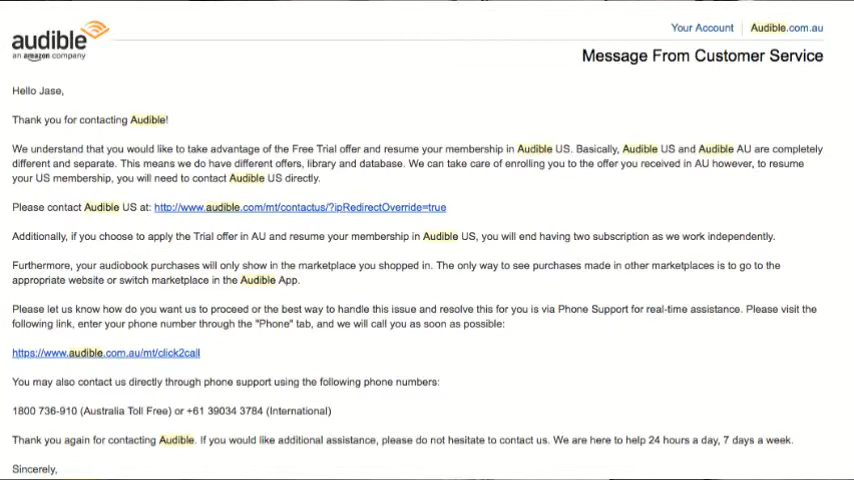 audible
an amazon company
Your Account | Audible.com.au
Message From Customer Service
Hello Jase,
Thank you for contacting Audible!
We understand that you would like to take advantage of the Free Trial offer and resume your membership in Audible US. Basically, Audible US and Audible AU are completely
different and separate. This means we do have different offers, library and database. We can take care of enrolling you to the offer you received in AU however, to resume
your US membership, you will need to contact Audible US directly.
Please contact Audible US at: http://www.audible.com/mt/contactus/?ipRedirectOverride=true
Additionally, if you choose to apply the Trial offer in AU and resume your membership in Audible US, you will end having two subscription as we work independently.
Furthermore, your audiobook purchases will only show in the marketplace you shopped in. The only way to see purchases made in other marketplaces is to go to the
appropriate website or switch marketplace in the Audible App.
Please let us know how do you want us to proceed or the best way to handle this issue and resolve this for you is via Phone Support for real-time assistance. Please visit the
following link, enter your phone number through the "Phone" tab, and we will call you as soon as possible:
https://www.audible.com.au/mt/click2call
You may also contact us directly through phone support using the following phone numbers:
1800 736-910 (Australia Toll Free) or +61 39034 3784 (International)
Thank you again for contacting Audible. If you would like additional assistance, please do not hesitate to contact us. We are here to help 24 hours a day, 7 days a week.
Sincerely,